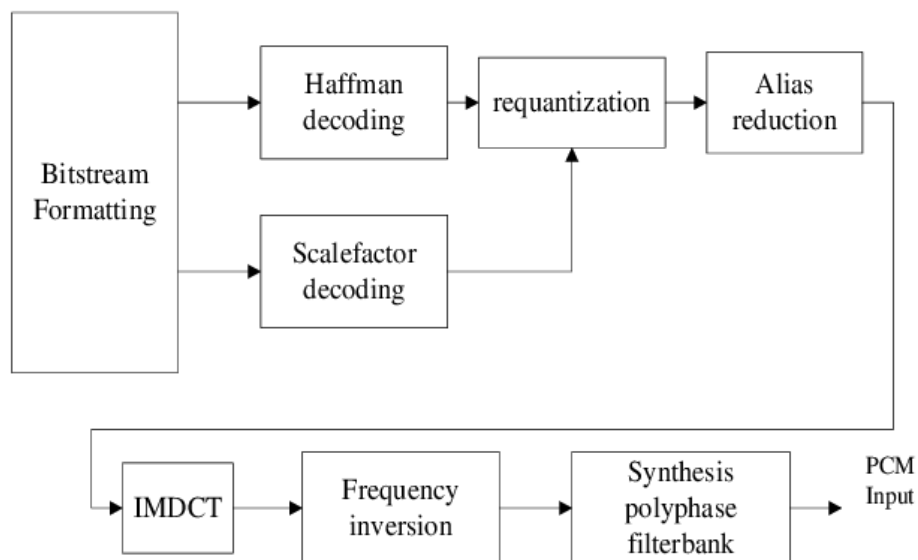 Bitstream
Formatting
Haffman
decoding
Scalefactor
decoding
requantization
Alias
reduction
IMDCT
Frequency
inversion
Synthesis
polyphase
filterbank
PCM
Input